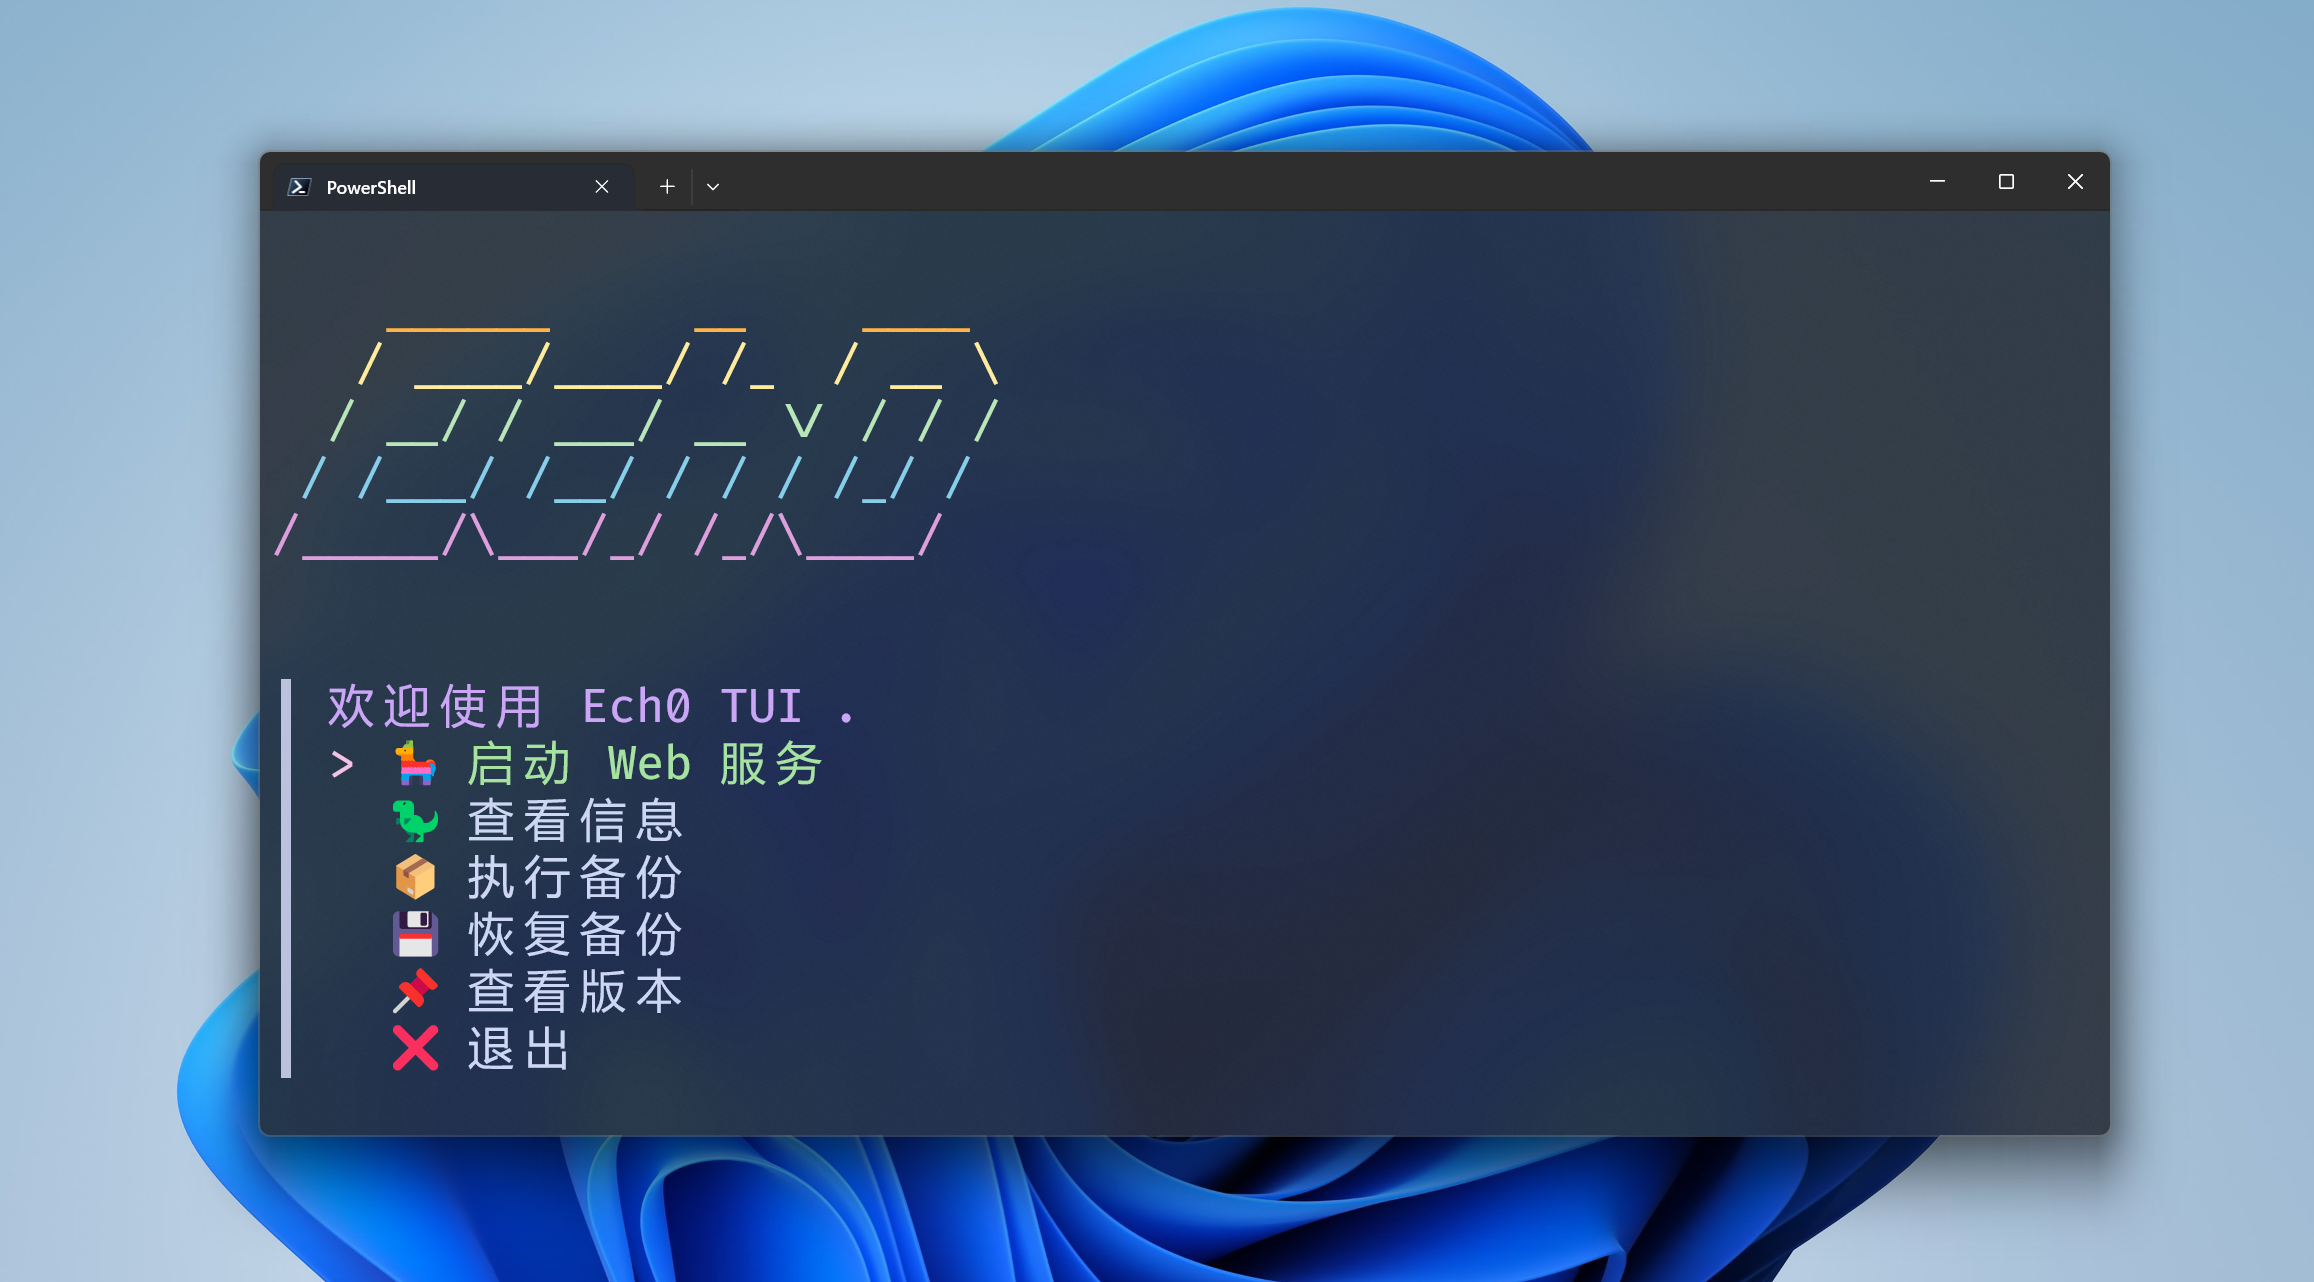 PowerShell
Ech0
欢迎使用 Ech0 TUI .
> 🪅 启动 Web 服务
🦖 查看信息
📦 执行备份
💾 恢复备份
📌 查看版本
❌ 退出